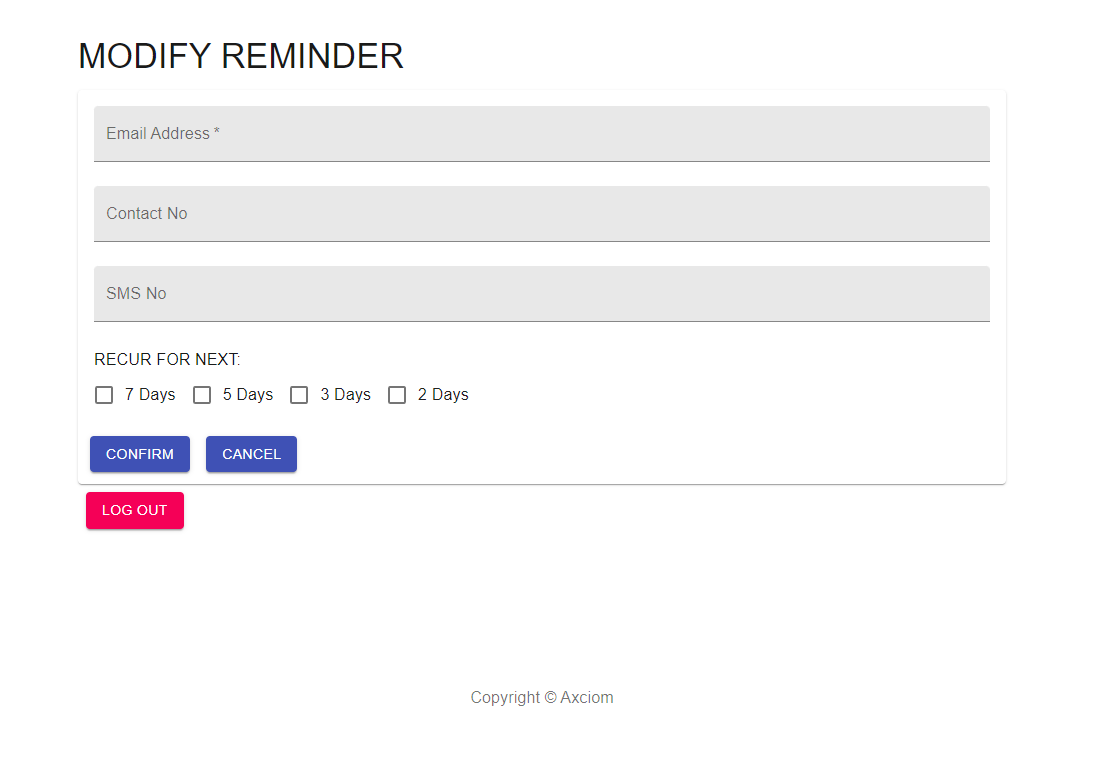 MODIFY REMINDER
Email Address *
Contact No
SMS No
RECUR FOR NEXT:
7 Days 5 Days 3 Days 2 Days
CONFIRM CANCEL
LOG OUT
Copyright © Axciom